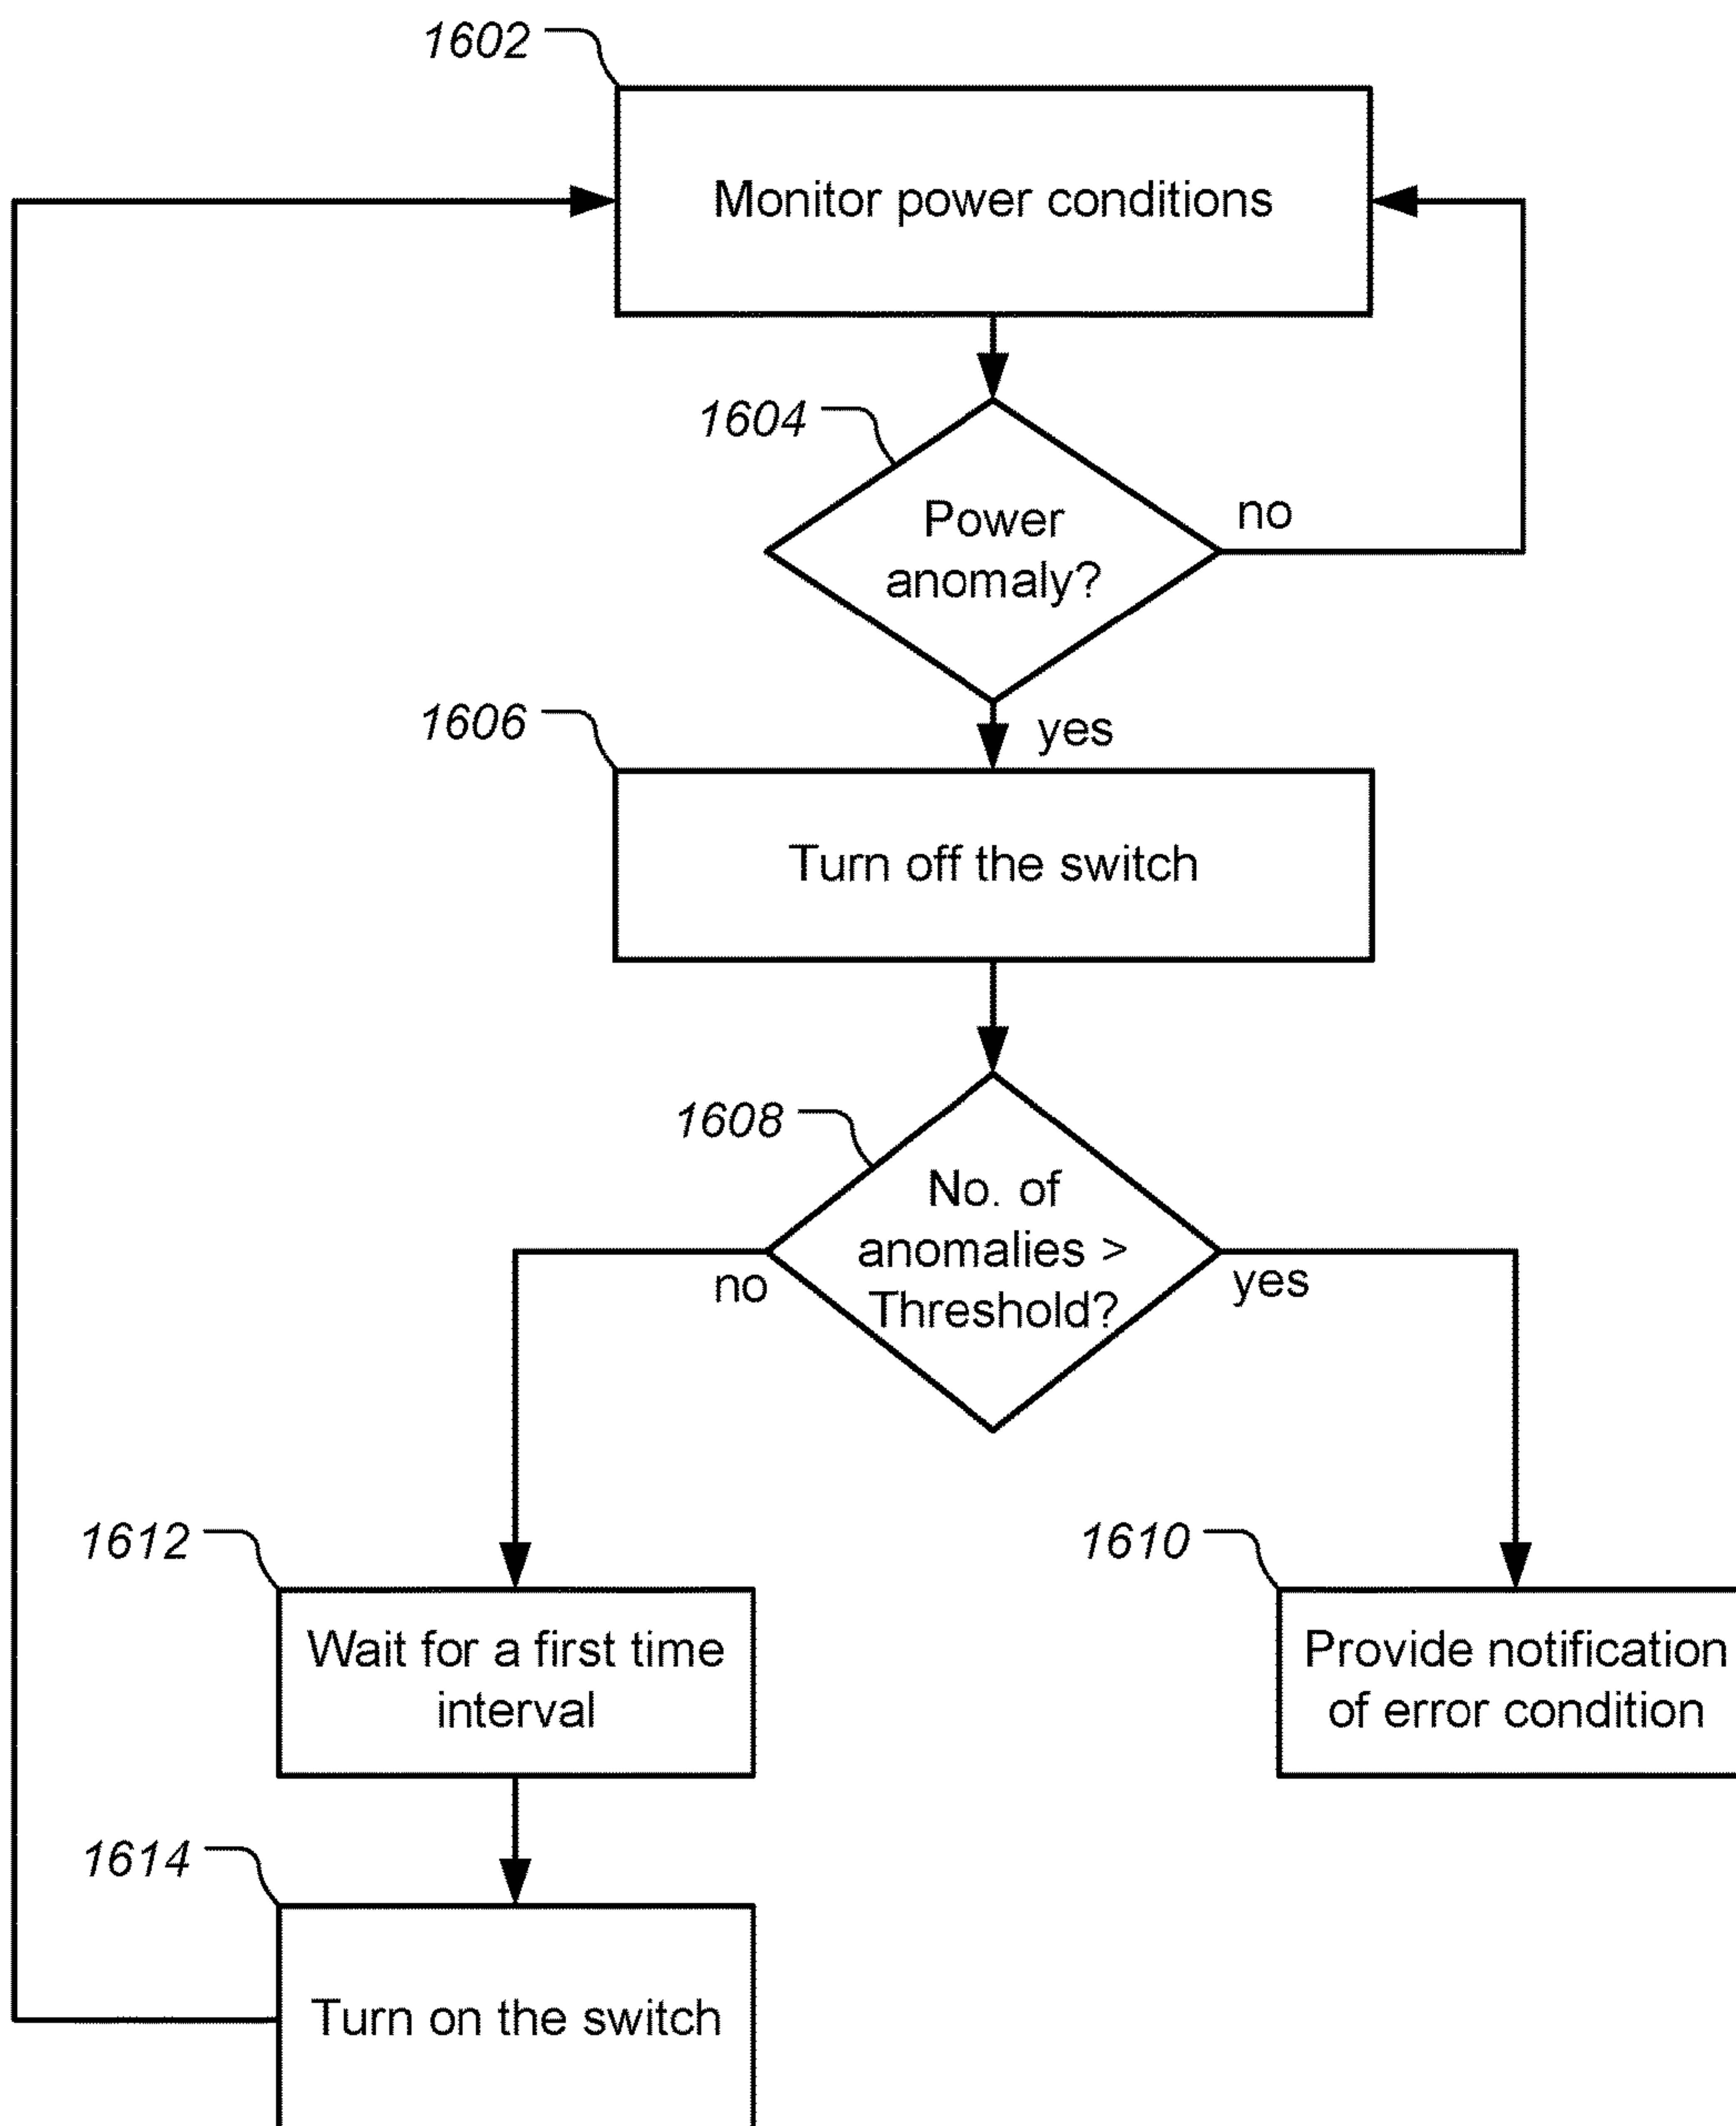 1602
Monitor power conditions
1604
Power
anomaly?
no
1606
yes
Turn off the switch
1608
No. of
anomalies >
Threshold?
no
yes
1612
1610
Wait for a first time
interval
Provide notification
of error condition
1614
Turn on the switch